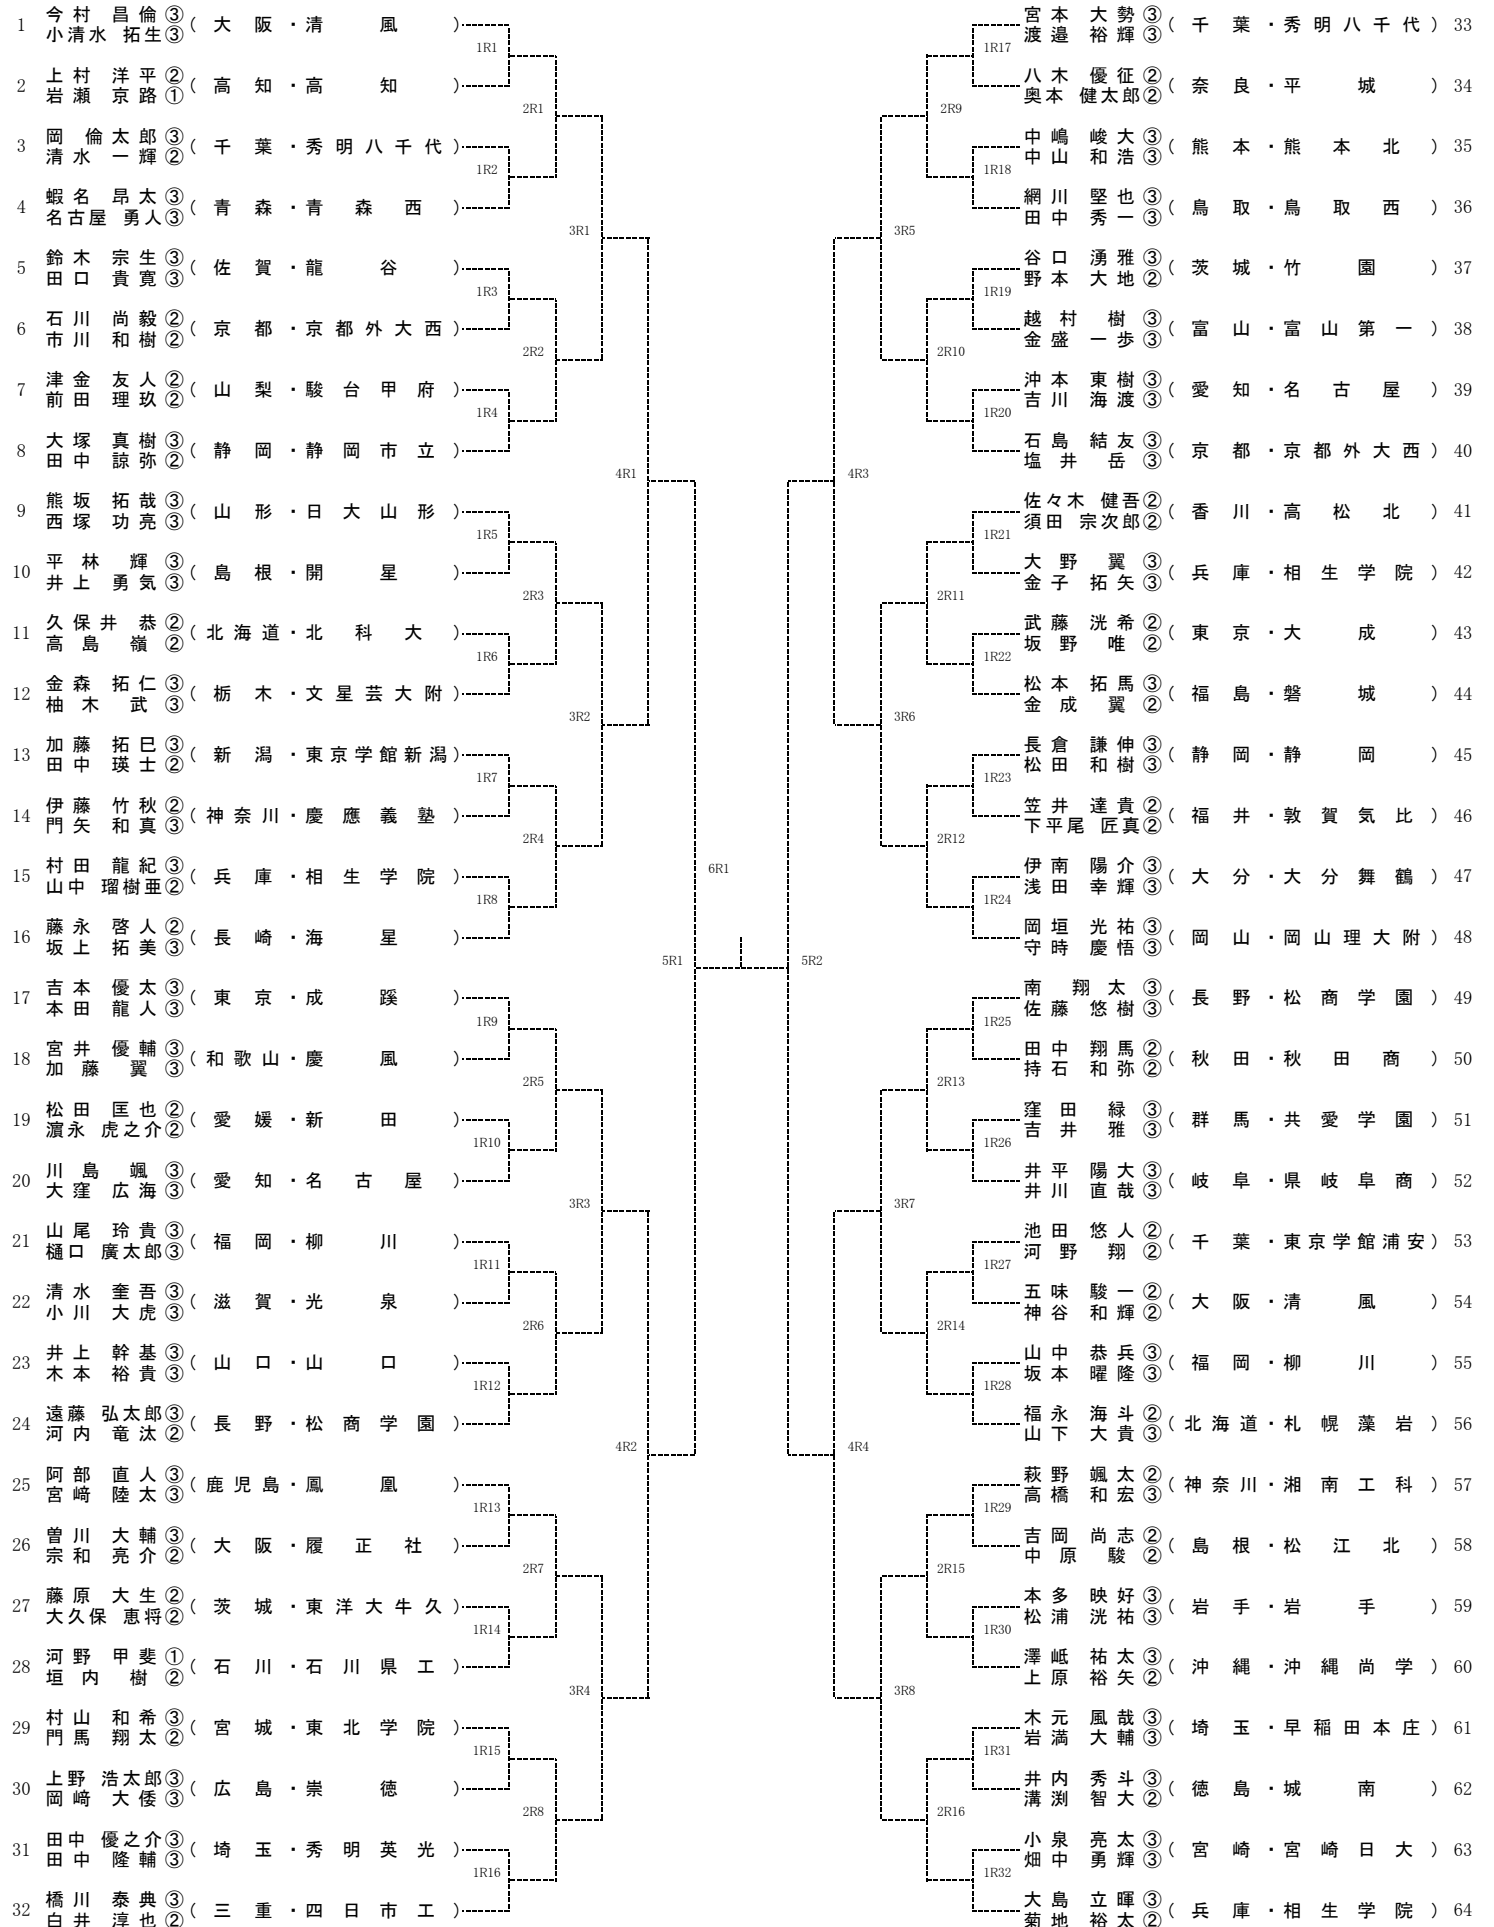 1 今村 昌倫③ 小清水 拓生③ (大阪・清風)
2 上村 洋平② 岩瀬 京路① (高知・高知)
3 岡 倫太郎③ 清水 一輝② (千葉・秀明八千代)
4 蝦名 昂太③ 名古屋 勇人③ (青森・青森西)
5 鈴木 宗生③ 田口 貴寛③ (佐賀・龍谷)
6 石川 尚毅② 市川 和樹② (京都・京都外大西)
7 津金 友人② 前田 理玖② (山梨・駿台甲府)
8 大塚 真樹③ 田中 諒弥② (静岡・静岡市立)
9 熊坂 拓哉③ 西塚 功亮③ (山形・日大山形)
10 平林 輝③ 井上 勇気③ (島根・開星)
11 久保井 恭② 高島 嶺② (北海道・北科大)
12 金森 拓仁③ 柚木 武③ (栃木・文星芸大附)
13 加藤 拓巳③ 田中 瑛士② (新潟・東京学館新潟)
14 伊藤 竹秋② 門矢 和真③ (神奈川・慶應義塾)
15 村田 龍紀③ 山中 瑠樹亜② (兵庫・相生学院)
16 藤永 啓人② 坂上 拓美③ (長崎・海星)
17 吉本 優太③ 本田 龍人③ (東京・成蹊)
18 宮井 優輔③ 加藤 翼③ (和歌山・慶風)
19 松田 匡也② 濵永 虎之介② (愛媛・新田)
20 川島 颯③ 大窪 広海③ (愛知・名古屋)
21 山尾 玲貴③ 樋口 廣太郎③ (福岡・柳川)
22 清水 奎吾③ 小川 大虎③ (滋賀・光泉)
23 井上 幹基③ 木本 裕貴③ (山口・山口)
24 遠藤 弘太郎③ 河内 竜汰② (長野・松商学園)
25 阿部 直人③ 宮﨑 陸太③ (鹿児島・鳳凰)
26 曽川 大輔③ 宗和 亮介② (大阪・履正社)
27 藤原 大生② 大久保 恵将② (茨城・東洋大牛久)
28 河野 甲斐① 垣内 樹② (石川・石川県工)
29 村山 和希③ 門馬 翔太② (宮城・東北学院)
30 上野 浩太郎③ 岡﨑 大倭③ (広島・崇徳)
31 田中 優之介③ 田中 隆輔③ (埼玉・秀明英光)
32 橋川 泰典③ 白井 淳也② (三重・四日市工)
1R1
1R2
1R3
1R4
1R5
1R6
1R7
1R8
1R9
1R10
1R11
1R12
1R13
1R14
1R15
1R16
2R1
2R2
2R3
2R4
2R5
2R6
2R7
2R8
3R1
3R2
3R3
3R4
4R1
4R2
5R1
6R1
5R2
4R3
4R4
3R5
3R6
3R7
3R8
2R9
2R10
2R11
2R12
2R13
2R14
2R15
2R16
1R17
1R18
1R19
1R20
1R21
1R22
1R23
1R24
1R25
1R26
1R27
1R28
1R29
1R30
1R31
1R32
宮本 大勢③ 渡邉 裕輝③ (千葉・秀明八千代) 33
八木 優征② 奥本 健太郎② (奈良・平城) 34
中嶋 峻大③ 中山 和浩③ (熊本・熊本北) 35
網川 堅也③ 田中 秀一③ (鳥取・鳥取西) 36
谷口 湧雅③ 野本 大地② (茨城・竹園) 37
越村 樹③ 金盛 一歩③ (富山・富山第一) 38
沖本 東樹③ 吉川 海渡③ (愛知・名古屋) 39
石島 結友③ 塩井 岳③ (京都・京都外大西) 40
佐々木 健吾② 須田 宗次郎② (香川・高松北) 41
大野 翼③ 金子 拓矢③ (兵庫・相生学院) 42
武藤 洸希② 坂野 唯② (東京・大成) 43
松本 拓馬③ 金成 翼② (福島・磐城) 44
長倉 謙伸③ 松田 和樹③ (静岡・静岡) 45
笠井 達貴② 下平尾 匠真② (福井・敦賀気比) 46
伊南 陽介③ 浅田 幸輝③ (大分・大分舞鶴) 47
岡垣 光祐③ 守時 慶悟③ (岡山・岡山理大附) 48
南 翔太③ 佐藤 悠樹③ (長野・松商学園) 49
田中 翔馬② 持石 和弥② (秋田・秋田商) 50
窪田 緑③ 吉井 雅③ (群馬・共愛学園) 51
井平 陽大③ 井川 直哉③ (岐阜・県岐阜商) 52
池田 悠人② 河野 翔② (千葉・東京学館浦安) 53
五味 駿一② 神谷 和輝② (大阪・清風) 54
山中 恭兵③ 坂本 曜隆③ (福岡・柳川) 55
福永 海斗② 山下 大貴③ (北海道・札幌藻岩) 56
萩野 颯太② 高橋 和宏③ (神奈川・湘南工科) 57
吉岡 尚志② 中原 駿② (島根・松江北) 58
本多 映好③ 松浦 洸祐③ (岩手・岩手) 59
澤岻 祐太③ 上原 裕矢② (沖縄・沖縄尚学) 60
木元 風哉③ 岩満 大輔③ (埼玉・早稲田本庄) 61
井内 秀斗③ 溝渕 智大② (徳島・城南) 62
小泉 亮太③ 畑中 勇輝③ (宮崎・宮崎日大) 63
大島 立暉③ 菊地 裕太② (兵庫・相生学院) 64